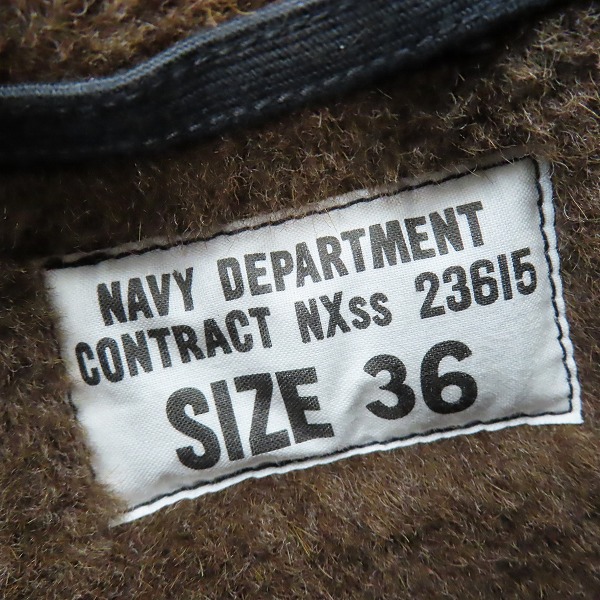 NAVY DEPARTMENT
CONTRACT NXss 23615
SIZE 36